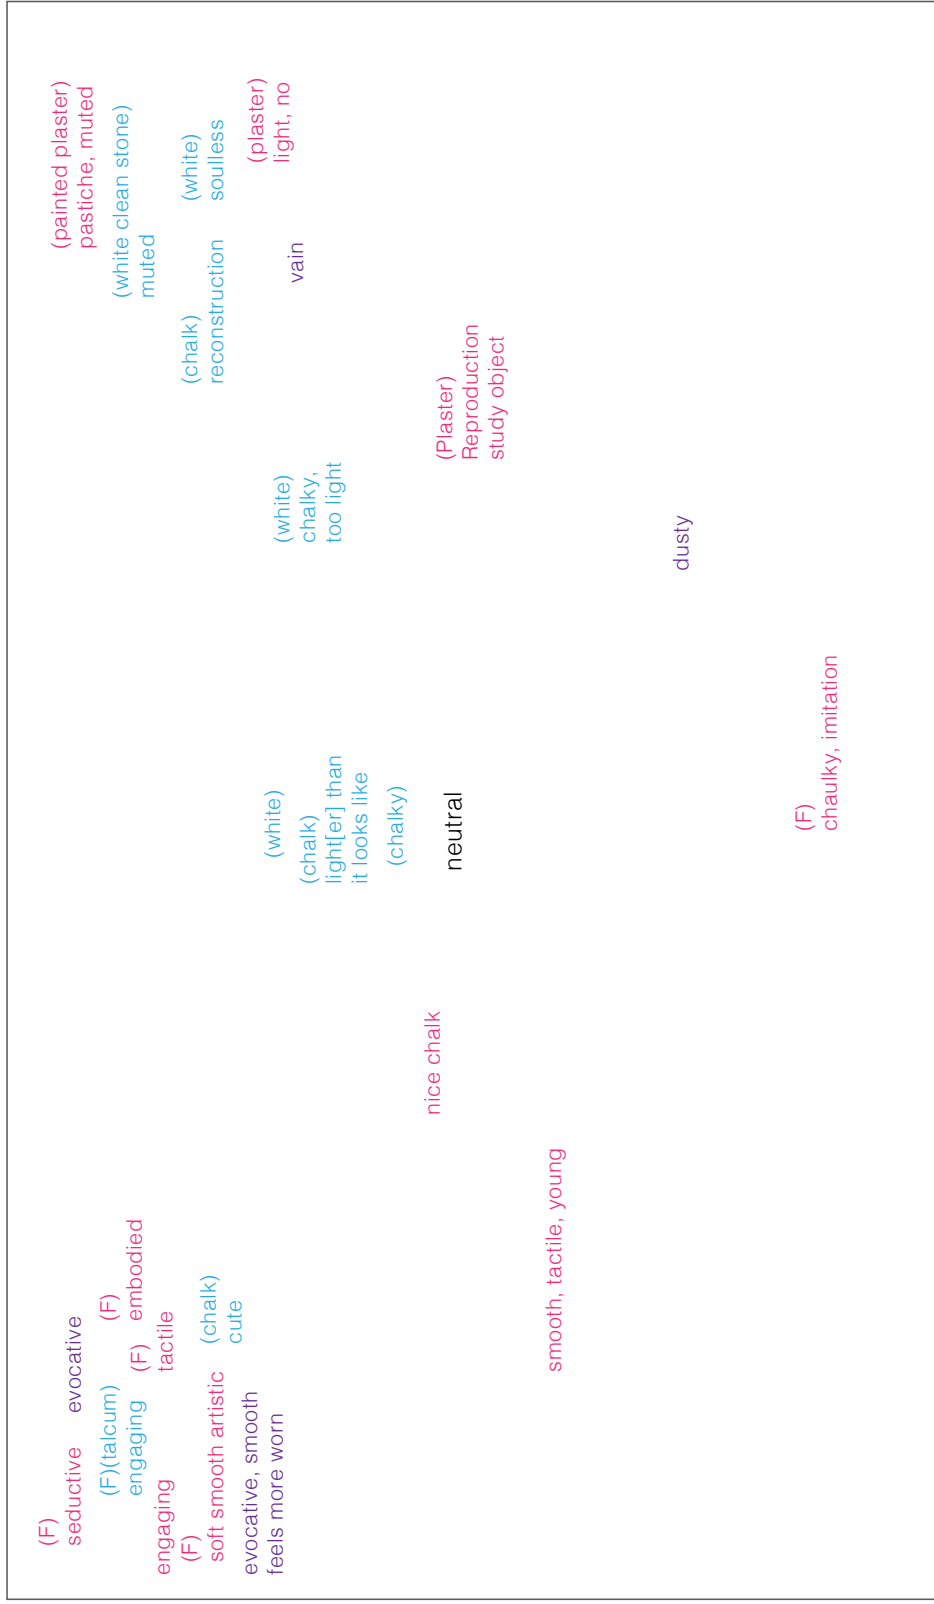 (F)
seductive
evocative
(F)(talcum)
engaging
(F)
embodied
(F)
tactile
engaging
(F)
soft smooth artistic
(chalk)
cute
evocative, smooth
feels more worn
smooth, tactile, young
nice chalk
(white)
(chalk)
light[er] than
it looks like
(chalky)
neutral
(F)
chaulky, imitation
dusty
(white)
chalky,
too light
(Plaster)
Reproduction
study object
(chalk)
reconstruction
vain
(painted plaster)
pastiche, muted
(white clean stone)
muted
(white)
soulless
(plaster)
light, no